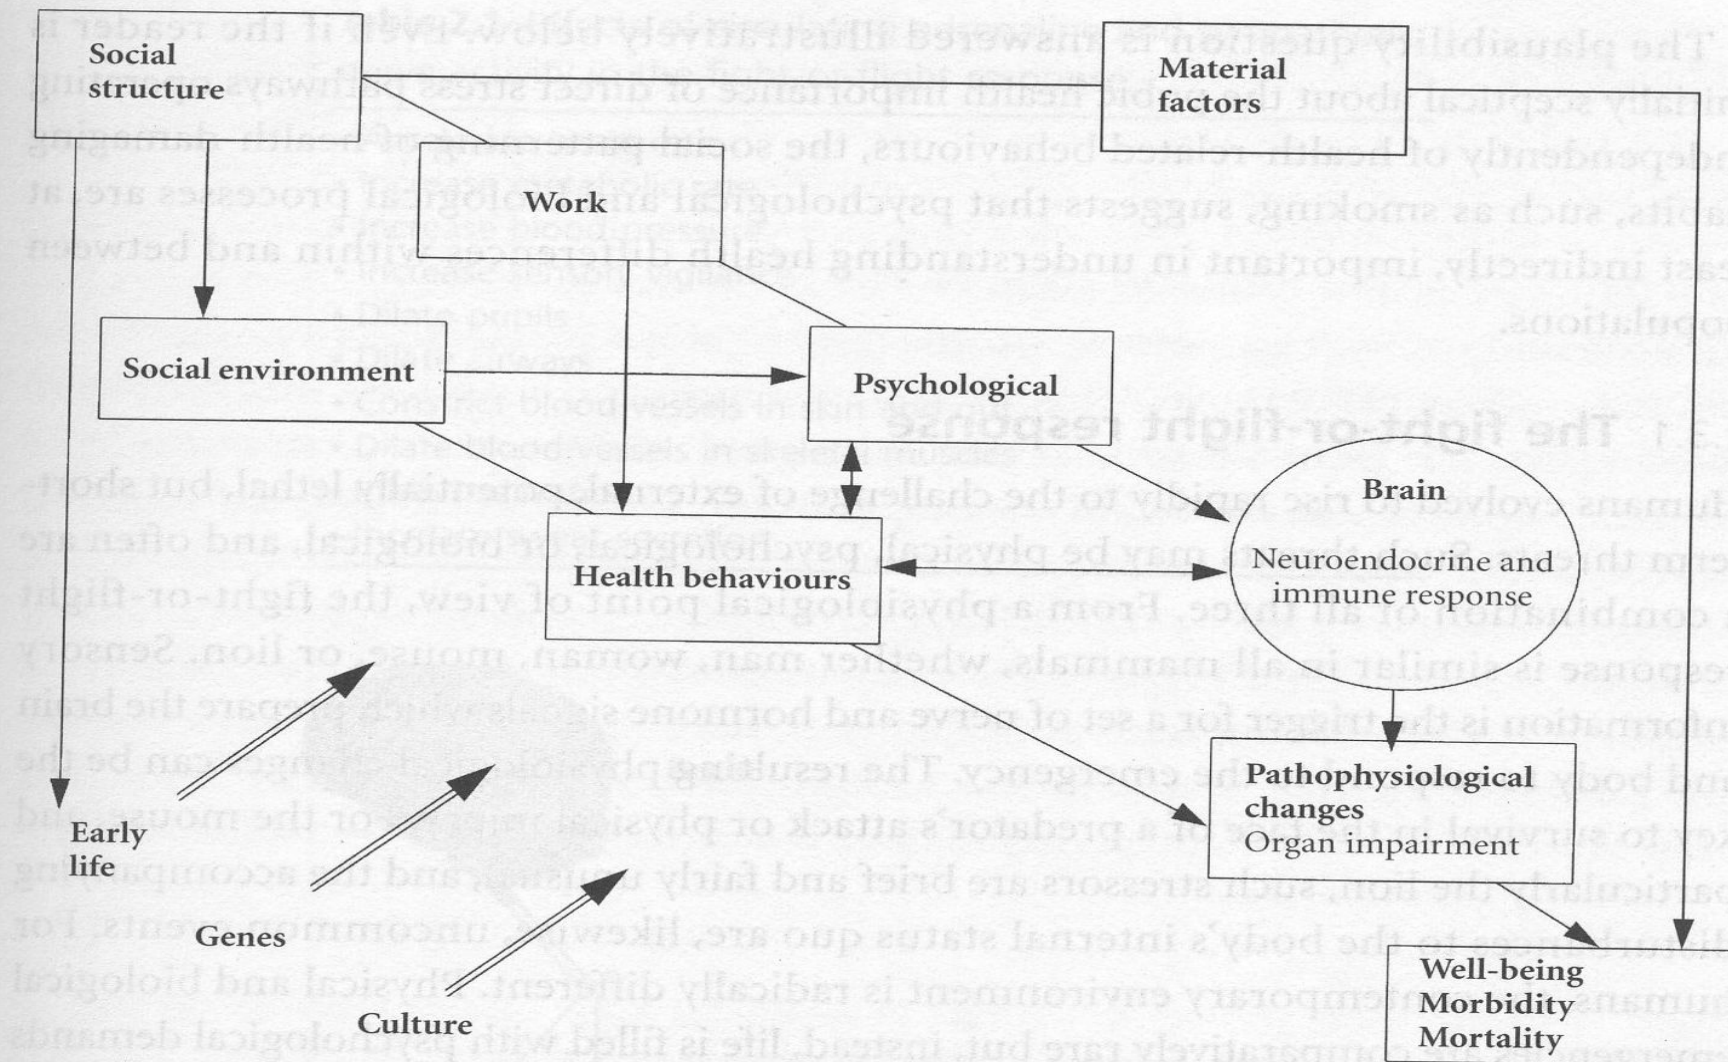 Social
structure
Material
factors
Work
Social environment
Psychological
Brain
Neuroendocrine and
immune response
Health behaviours
Pathophysiological
changes
Organ impairment
Early
life
Genes
Culture
Well-being
Morbidity
Mortality